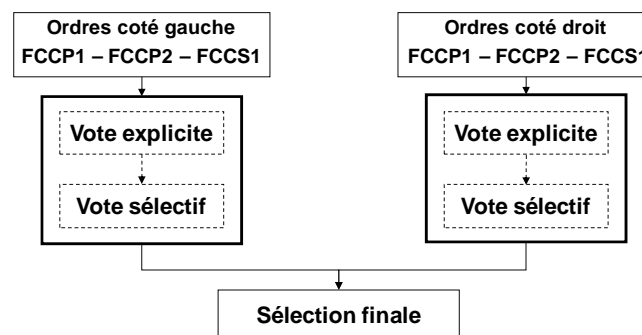 Ordres coté gauche
FCCP1 – FCCP2 – FCCS1
Vote explicite
Vote sélectif
Ordres coté droit
FCCP1 – FCCP2 – FCCS1
Vote explicite
Vote sélectif
Sélection finale